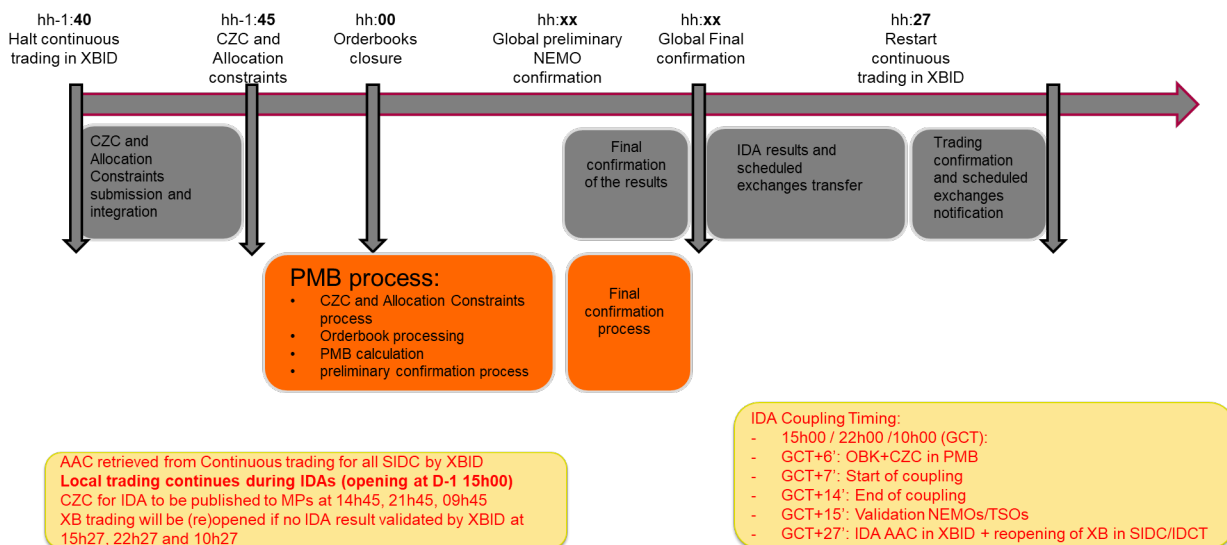 hh-1:40
Halt continuous
trading in XBID
hh-1:45
CZC and
Allocation
constraints
hh:00
Orderbooks
closure
hh:xx
Global preliminary
NEMO
confirmation
hh:xx
Global Final
confirmation
hh:27
Restart
continuous
trading in XBID
CZC and
Allocation
Constraints
submission and
integration
Final
confirmation
of the results
IDA results and
scheduled
exchanges transfer
Trading
confirmation
and scheduled
exchanges
notification
PMB process:
• CZC and Allocation Constraints
process
• Orderbook processing
• PMB calculation
• preliminary confirmation process
Final
confirmation
process
AAC retrieved from Continuous trading for all SIDC by XBID
Local trading continues during IDAs (opening at D-1 15h00)
CZC for IDA to be published to MPs at 14h45, 21h45, 09h45
XB trading will be (re)opened if no IDA result validated by XBID at
15h27, 22h27 and 10h27
IDA Coupling Timing:
- 15h00 / 22h00 /10h00 (GCT):
- GCT+6’: OBK+CZC in PMB
- GCT+7’: Start of coupling
- GCT+14’: End of coupling
- GCT+15’: Validation NEMOs/TSOs
- GCT+27’: IDA AAC in XBID + reopening of XB in SIDC/IDCT